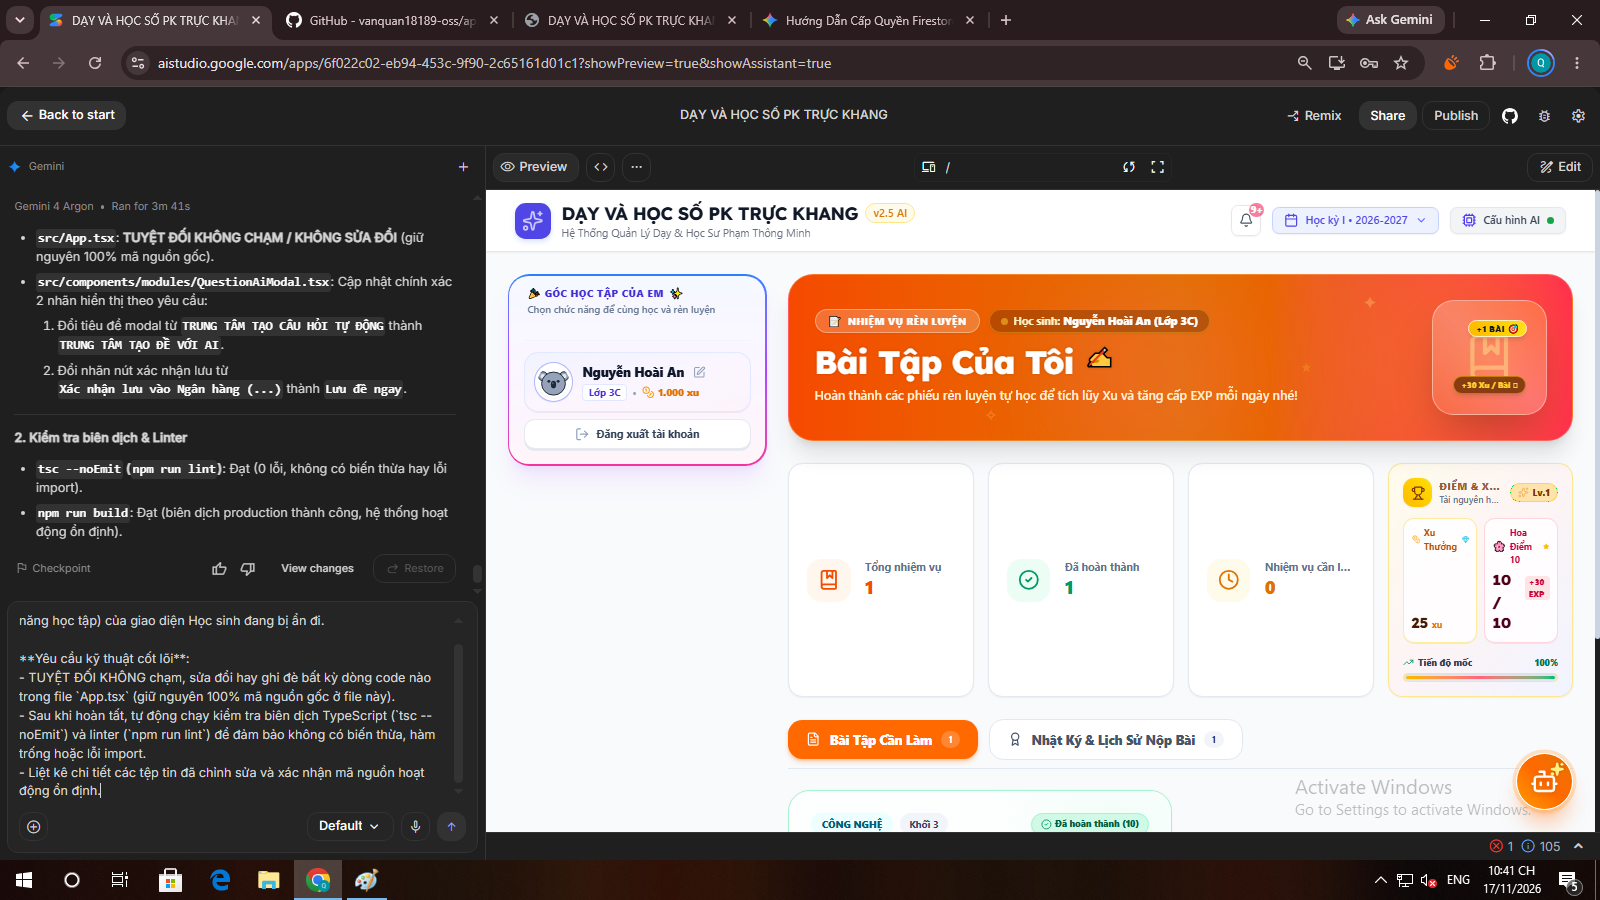 DẠY VÀ HỌC SỐ PK TRỰC KHA
GitHub - vanquan18189-oss/ap
DẠY VÀ HỌC SỐ PK TRỰC KHA
Hướng Dẫn Cấp Quyền Firestor
Ask Gemini
aistudio.google.com/apps/6f022c02-eb94-453c-9f90-2c65161d01c1?showPreview=true&showAssistant=true
Q
Back to start
DẠY VÀ HỌC SỐ PK TRỰC KHANG
Remix
Share
Publish
Gemini
Preview
/
Edit
Gemini 4 Argon • Ran for 3m 41s
• src/App.tsx: TUYỆT ĐỐI KHÔNG CHẠM / KHÔNG SỬA ĐỔI (giữ
nguyên 100% mã nguồn gốc).
• src/components/modules/QuestionAiModal.tsx: Cập nhật chính xác
2 nhãn hiển thị theo yêu cầu:
1. Đổi tiêu đề modal từ TRUNG TÂM TẠO CÂU HỎI TỰ ĐỘNG thành
TRUNG TÂM TẠO ĐỀ VỚI AI.
2. Đổi nhãn nút xác nhận lưu từ
Xác nhận lưu vào Ngân hàng (...) thành Lưu đề ngay.
2. Kiểm tra biên dịch & Linter
• tsc --noEmit (npm run lint): Đạt (0 lỗi, không có biến thừa hay lỗi
import).
• npm run build: Đạt (biên dịch production thành công, hệ thống hoạt
động ổn định).
Checkpoint
View changes
Restore
năng học tập) của giao diện Học sinh đang bị ẩn đi.
**Yêu cầu kỹ thuật cốt lõi**:
- TUYỆT ĐỐI KHÔNG chạm, sửa đổi hay ghi đè bất kỳ dòng code nào
trong file `App.tsx` (giữ nguyên 100% mã nguồn gốc ở file này).
- Sau khi hoàn tất, tự động chạy kiểm tra biên dịch TypeScript (`tsc --
noEmit`) và linter (`npm run lint`) để đảm bảo không có biến thừa, hàm
trống hoặc lỗi import.
- Liệt kê chi tiết các tệp tin đã chỉnh sửa và xác nhận mã nguồn hoạt
động ổn định.
Default
DẠY VÀ HỌC SỐ PK TRỰC KHANG
v2.5 AI
Hệ Thống Quản Lý Dạy & Học Sư Phạm Thông Minh
9+
Học kỳ I • 2026-2027
Cấu hình AI
GÓC HỌC TẬP CỦA EM
Chọn chức năng để cùng học và rèn luyện
Nguyễn Hoài An
Lớp 3C • 1.000 xu
Đăng xuất tài khoản
NHIỆM VỤ RÈN LUYỆN
Học sinh: Nguyễn Hoài An (Lớp 3C)
Bài Tập Của Tôi
Hoàn thành các phiếu rèn luyện tự học để tích lũy Xu và tăng cấp EXP mỗi ngày nhé!
+1 BÀI
+30 Xu / Bài
Tổng nhiệm vụ
1
Đã hoàn thành
1
Nhiệm vụ cần l...
0
ĐIỂM & X...
Tài nguyên h...
Lv.1
Xu
Thưởng
25 xu
Hoa
Điểm
10
10
/
10
+30
EXP
Tiến độ mốc
100%
Bài Tập Cần Làm 1
Nhật Ký & Lịch Sử Nộp Bài 1
CÔNG NGHỆ
Khối 3
Đã hoàn thành (10)
Activate Windows
Go to Settings to activate Windows.
1
105
ENG
10:41 CH
17/11/2026
5